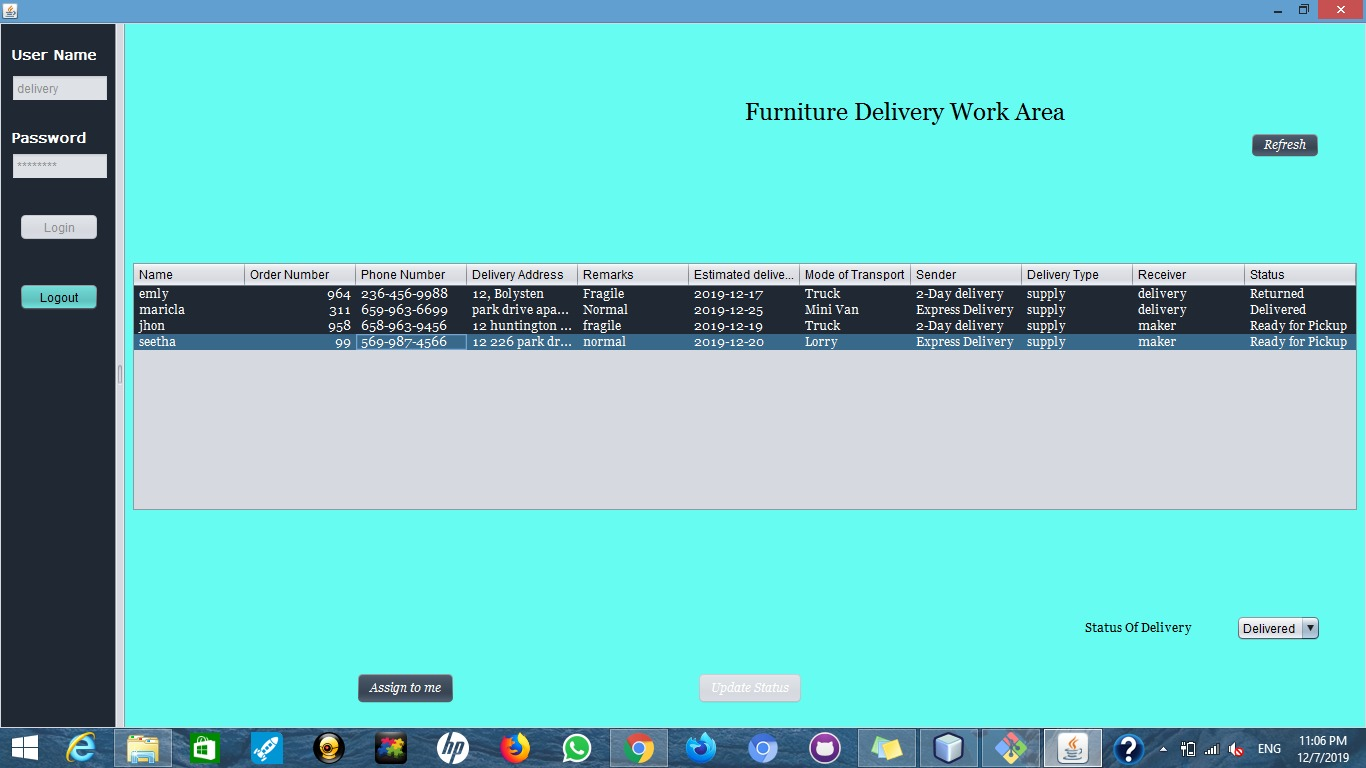 User Name
delivery
Password
********
Login
Logout
Furniture Delivery Work Area
Refresh
Name Order Number Phone Number Delivery Address Remarks Estimated delive... Mode of Transport Sender Delivery Type Receiver Status
emly 964 236-456-9988 12, Bolysten Fragile 2019-12-17 Truck 2-Day delivery supply delivery Returned
maricla 311 659-963-6699 park drive apa... Normal 2019-12-25 Mini Van Express Delivery supply delivery Delivered
jhon 958 658-963-9456 12 huntington ... fragile 2019-12-19 Truck 2-Day delivery supply maker Ready for Pickup
seetha 99 569-987-4566 12 226 park dr... normal 2019-12-20 Lorry Express Delivery supply maker Ready for Pickup
Status Of Delivery Delivered
Assign to me Update Status
hp
ENG
11:06 PM
12/7/2019